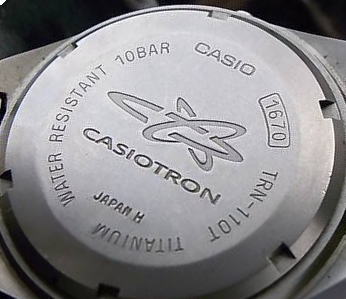 WATER RESISTANT 10BAR CASIO
1670
TRN-110T TITANIUM
CASIOTRON
JAPAN H